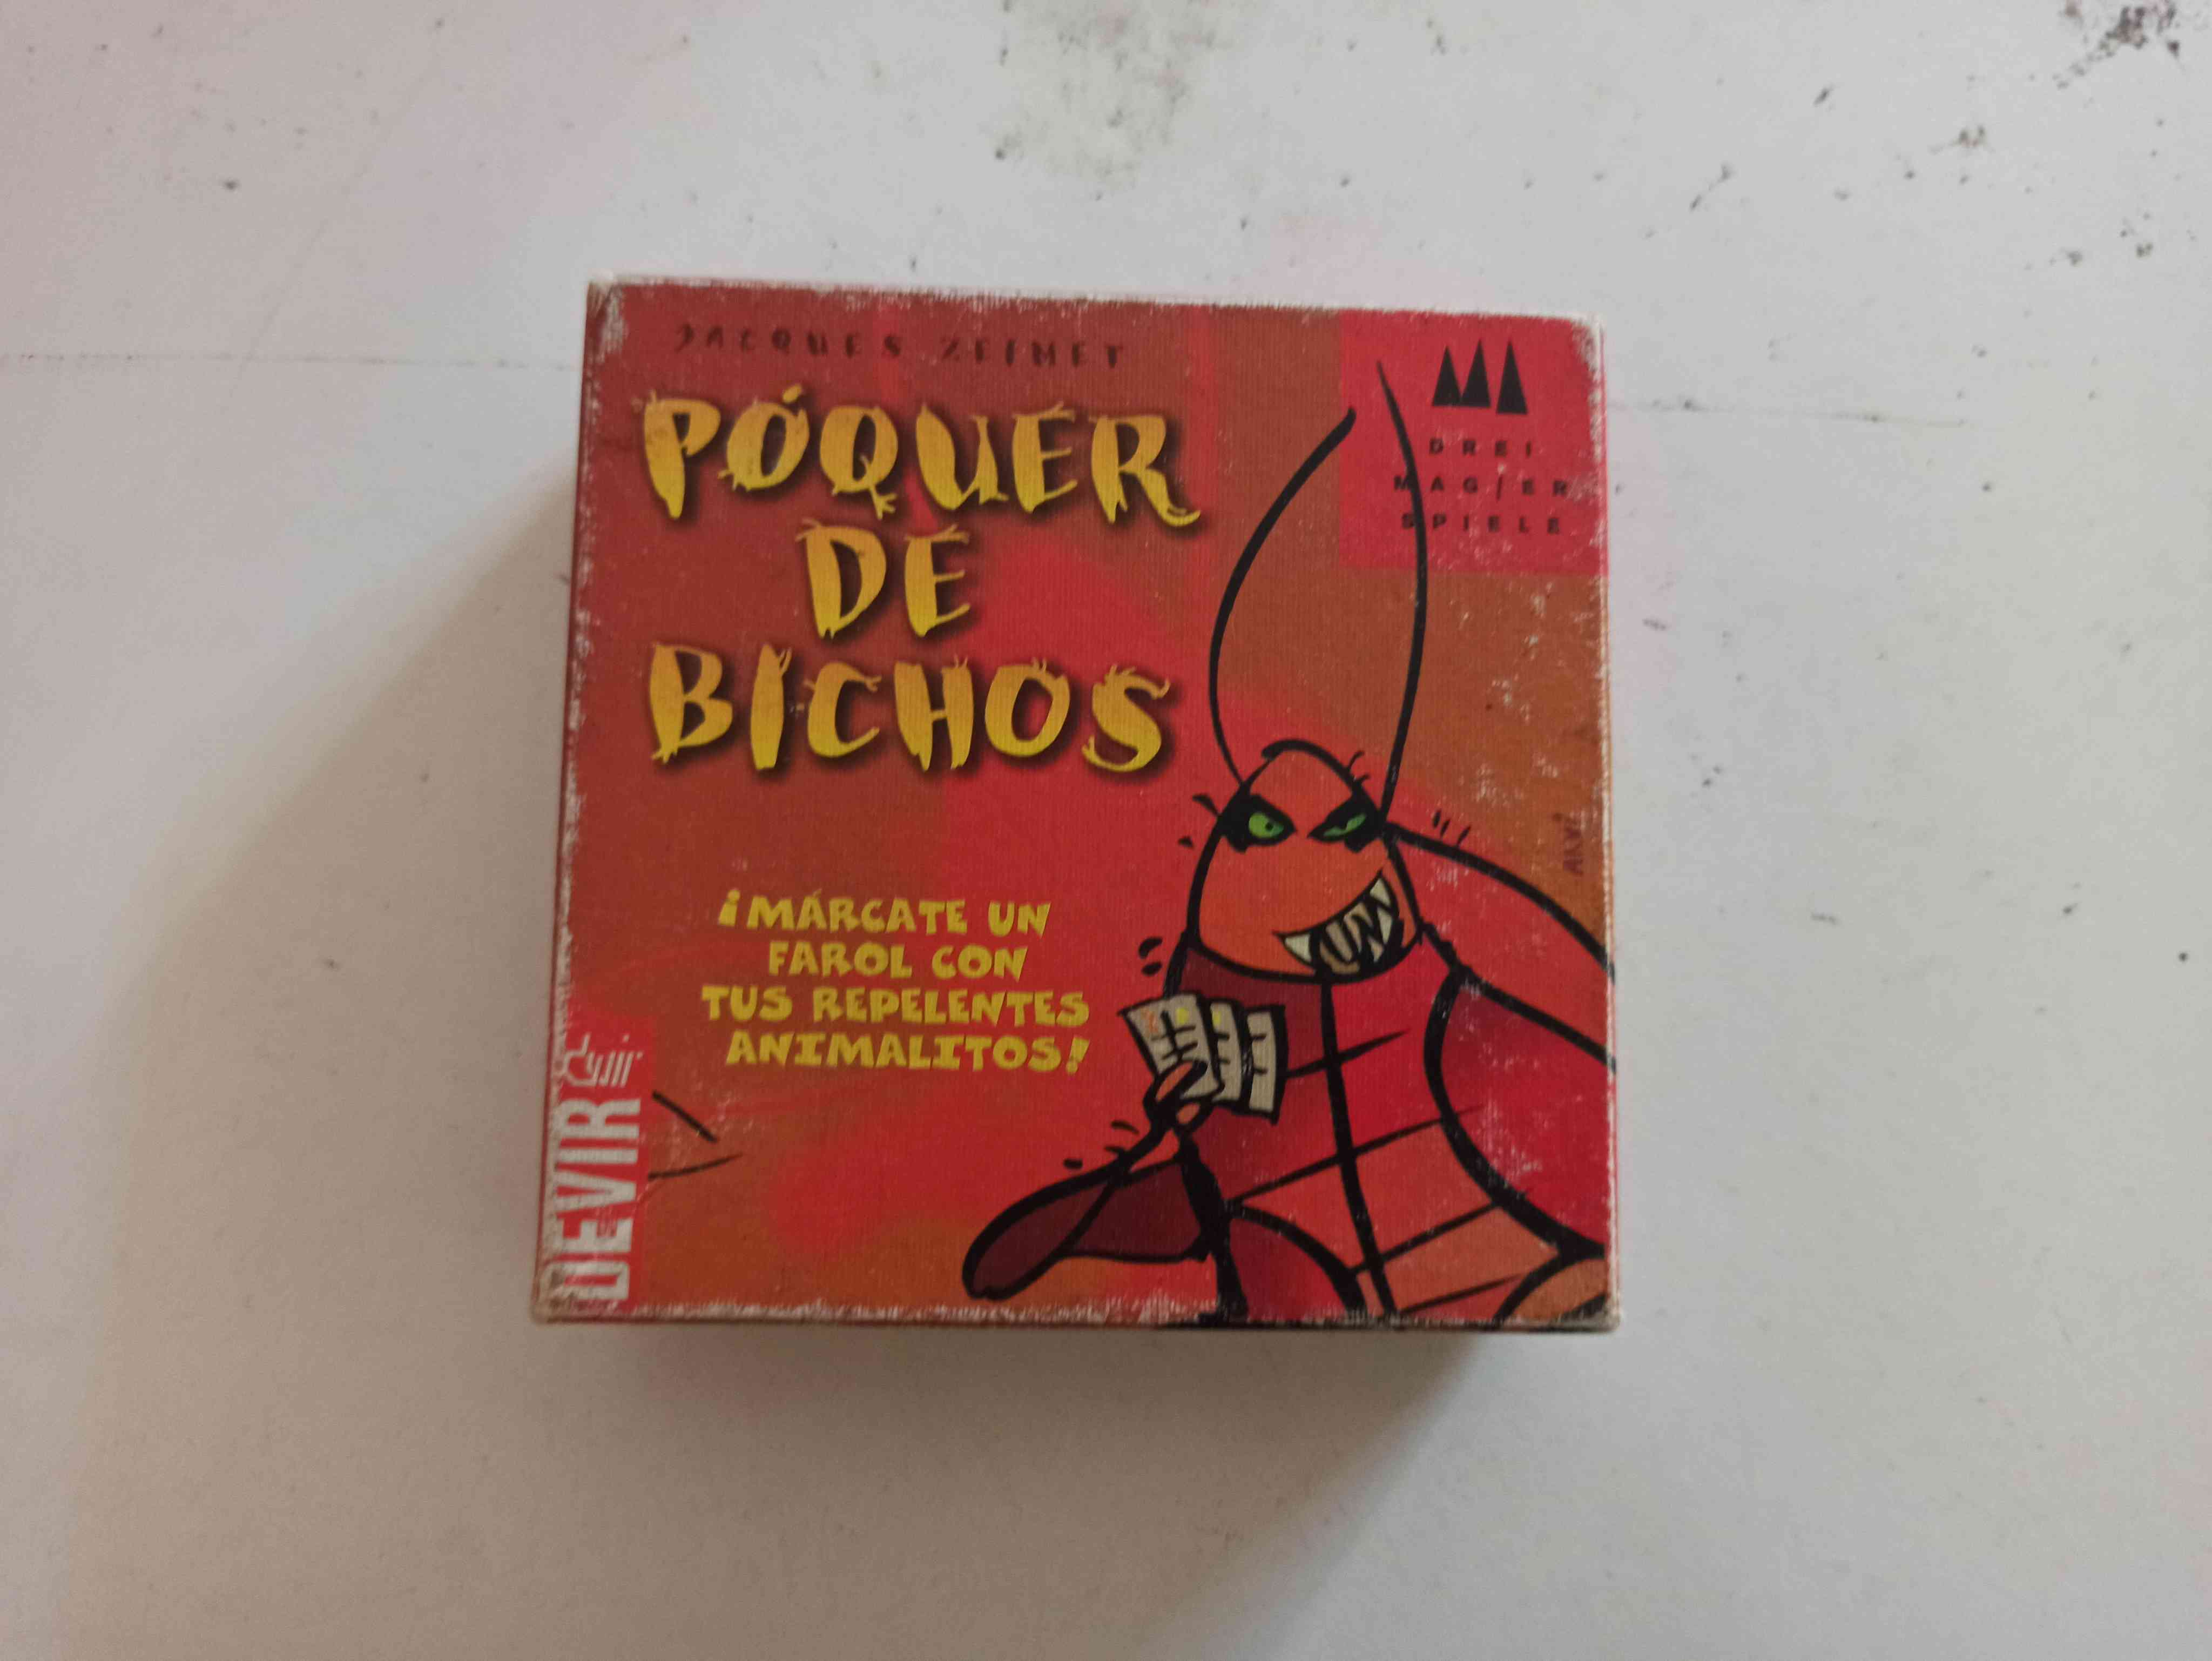 JACQUES ZEIMET
PÓQUER
DE
BICHOS
DREI
MAGIER
SPIELE
¡MÁRCATE UN
FAROL CON
TUS REPELENTES
ANIMALITOS!
DEVIR